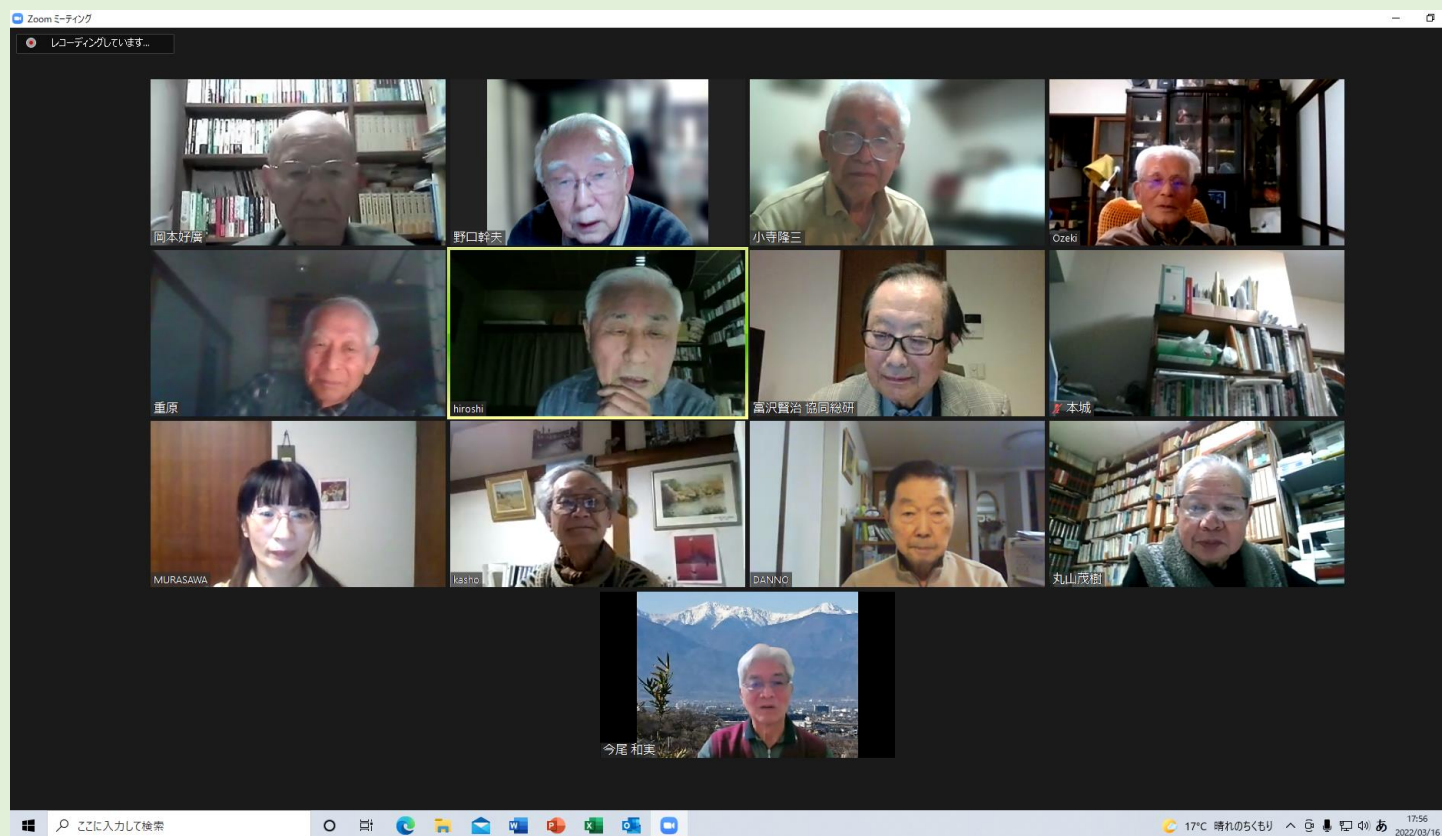 Zoom ミーティング
レコーディングしています...
岡本好廣
野口幹夫
小寺隆三
Ozeki
重原
hiroshi
富沢賢治 協同総研
本城
MURASAWA
kasho
DANNO
丸山茂樹
今尾 和実
ここに入力して検索
17°C 晴れのちくもり
あ
17:56
2022/03/16